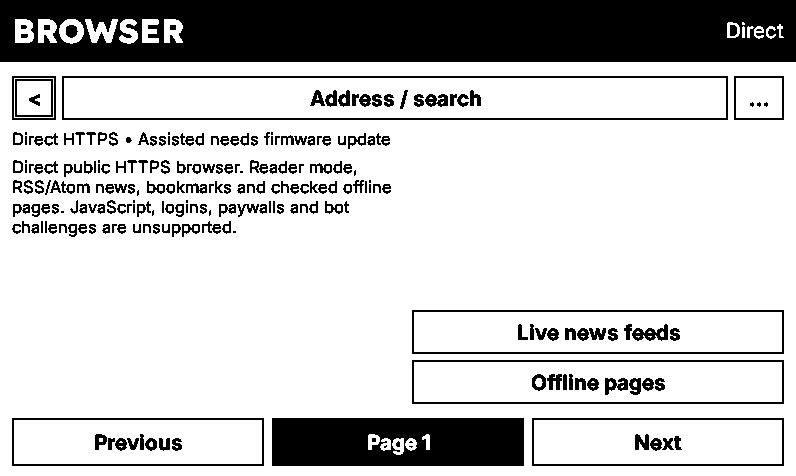 BROWSER
Direct
<
Address / search
...
Direct HTTPS • Assisted needs firmware update
Direct public HTTPS browser. Reader mode,
RSS/Atom news, bookmarks and checked offline
pages. JavaScript, logins, paywalls and bot
challenges are unsupported.
Live news feeds
Offline pages
Previous
Page 1
Next